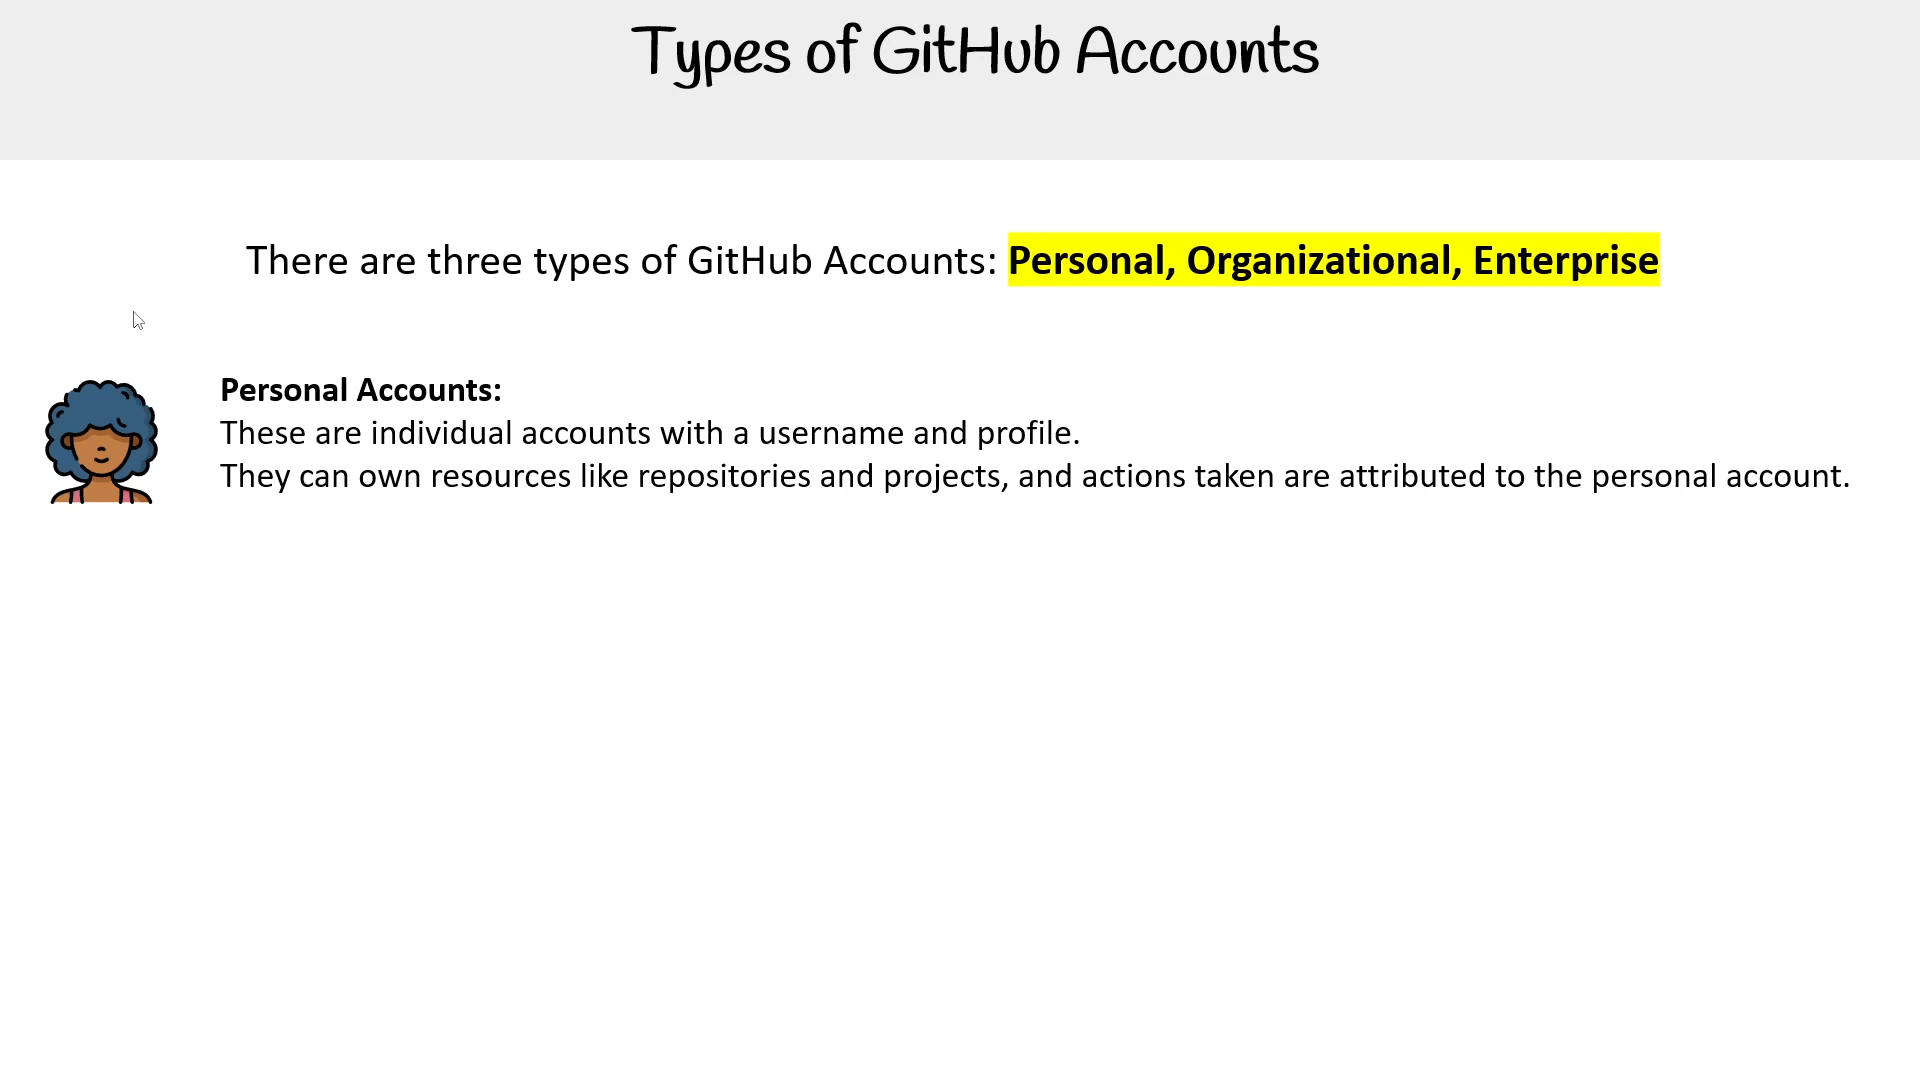 Types of GitHub Accounts
There are three types of GitHub Accounts: Personal, Organizational, Enterprise
Personal Accounts:
These are individual accounts with a username and profile.
They can own resources like repositories and projects, and actions taken are attributed to the personal account.